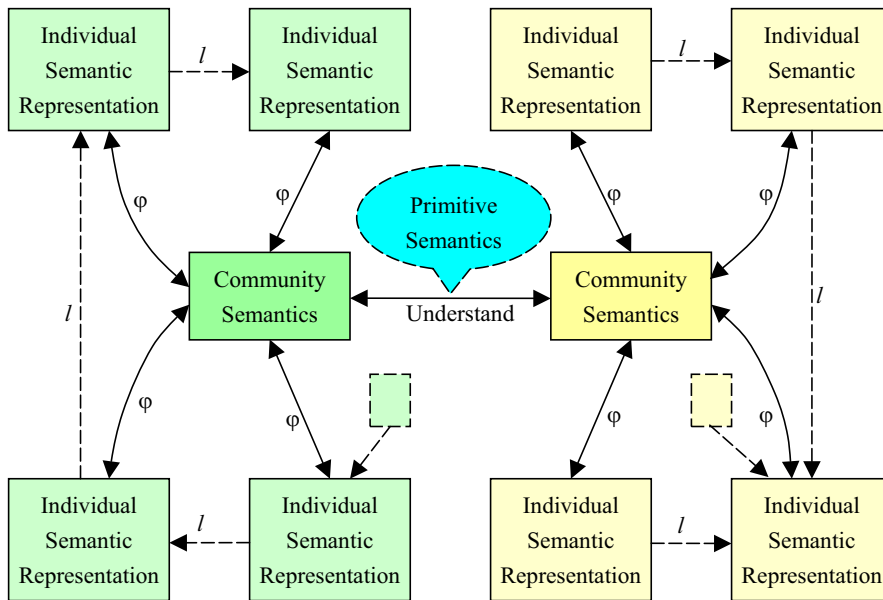 Individual
Semantic
Representation
l
Individual
Semantic
Representation
Individual
Semantic
Representation
l
Individual
Semantic
Representation
φ
φ
Primitive
Semantics
φ
φ
Community
Semantics
Understand
Community
Semantics
l
l
φ
φ
φ
φ
Individual
Semantic
Representation
l
Individual
Semantic
Representation
Individual
Semantic
Representation
l
Individual
Semantic
Representation